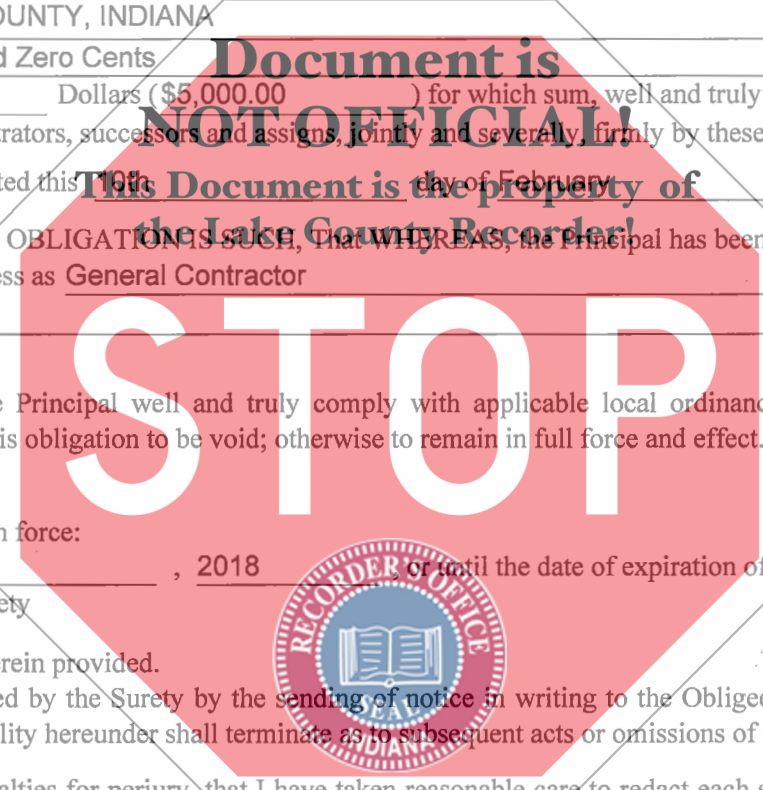 OUNTY, INDIANA
d Zero Cents
Document is
Dollars ($5,000.00 ) for which sum, well and truly
NOT OFFICIAL!
trators, successors and assigns, jointly and severally, firmly by these
ted this 10th day of February
This Document is the property of
the Lake County Recorder!
OBLIGATION IS SUCH, That WHEREAS, the Principal has been
ess as General Contractor
STOP
e Principal well and truly comply with applicable local ordinanc
is obligation to be void; otherwise to remain in full force and effect.
n force:
, 2018 , or until the date of expiration of
ety
RECORDER'S OFFICE
erein provided.
ed by the Surety by the sending of notice in writing to the Obligee
SEAL
lity hereunder shall terminate as to subsequent acts or omissions of
INDIANA
alties for perjury, that I have taken reasonable care to redact each s